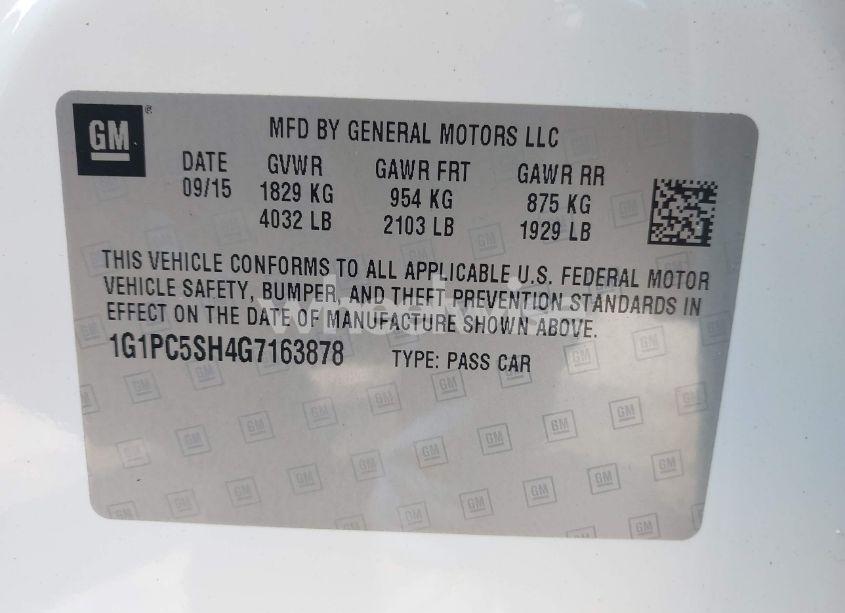 GM
MFD BY GENERAL MOTORS LLC
DATE GVWR GAWR FRT GAWR RR
09/15 1829 KG 954 KG 875 KG
4032 LB 2103 LB 1929 LB
THIS VEHICLE CONFORMS TO ALL APPLICABLE U.S. FEDERAL MOTOR
VEHICLE SAFETY, BUMPER, AND THEFT PREVENTION STANDARDS IN
EFFECT ON THE DATE OF MANUFACTURE SHOWN ABOVE.
1G1PC5SH4G7163878 TYPE: PASS CAR